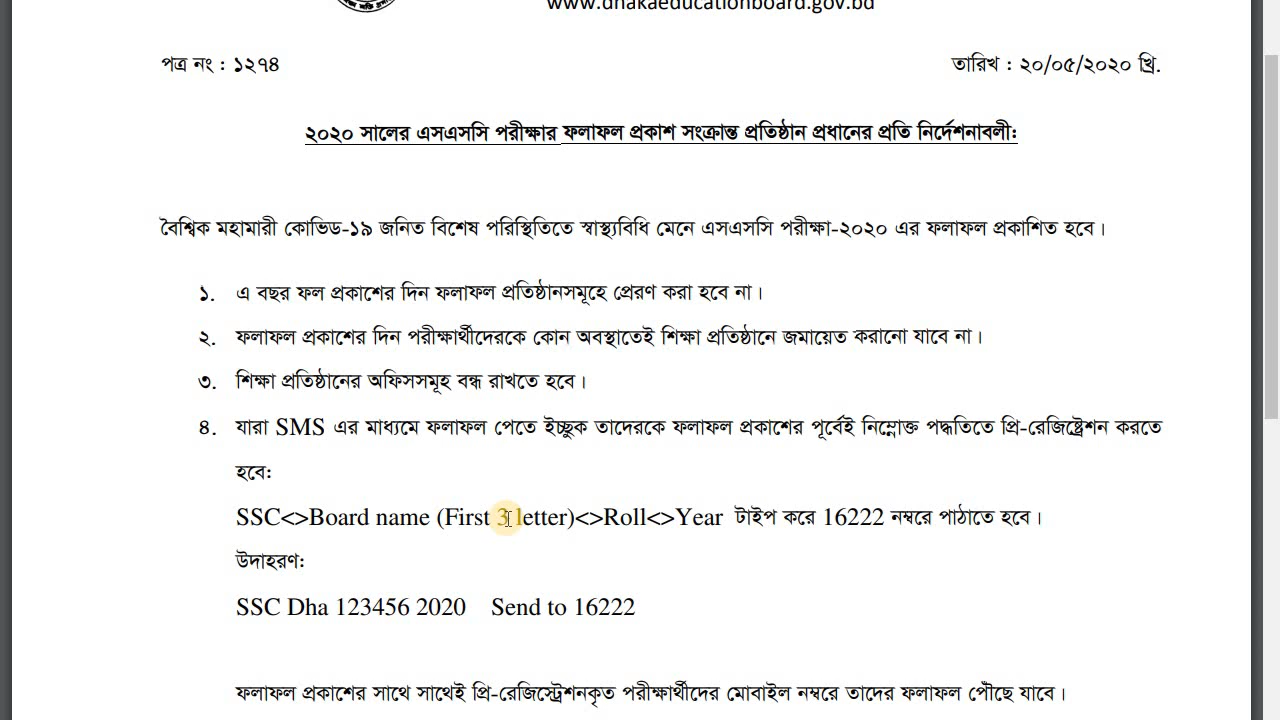 www.dhakaeducationboard.gov.bd
পত্র নং : ১২৭৪ তারিখ : ২০/০৫/২০২০ খ্রি.
২০২০ সালের এসএসসি পরীক্ষার ফলাফল প্রকাশ সংক্রান্ত প্রতিষ্ঠান প্রধানের প্রতি নির্দেশনাবলী:
বৈশ্বিক মহামারী কোভিড-১৯ জনিত বিশেষ পরিস্থিতিতে স্বাস্থ্যবিধি মেনে এসএসসি পরীক্ষা-২০২০ এর ফলাফল প্রকাশিত হবে।
১. এ বছর ফল প্রকাশের দিন ফলাফল প্রতিষ্ঠানসমূহে প্রেরণ করা হবে না।
২. ফলাফল প্রকাশের দিন পরীক্ষার্থীদেরকে কোন অবস্থাতেই শিক্ষা প্রতিষ্ঠানে জমায়েত করানো যাবে না।
৩. শিক্ষা প্রতিষ্ঠানের অফিসসমূহ বন্ধ রাখতে হবে।
৪. যারা SMS এর মাধ্যমে ফলাফল পেতে ইচ্ছুক তাদেরকে ফলাফল প্রকাশের পূর্বেই নিম্নোক্ত পদ্ধতিতে প্রি-রেজিষ্ট্রেশন করতে
হবে:
SSC<>Board name (First 3 letter)<>Roll<>Year টাইপ করে 16222 নম্বরে পাঠাতে হবে।
উদাহরণ:
SSC Dha 123456 2020 Send to 16222
ফলাফল প্রকাশের সাথে সাথেই প্রি-রেজিস্ট্রেশনকৃত পরীক্ষার্থীদের মোবাইল নম্বরে তাদের ফলাফল পৌঁছে যাবে।